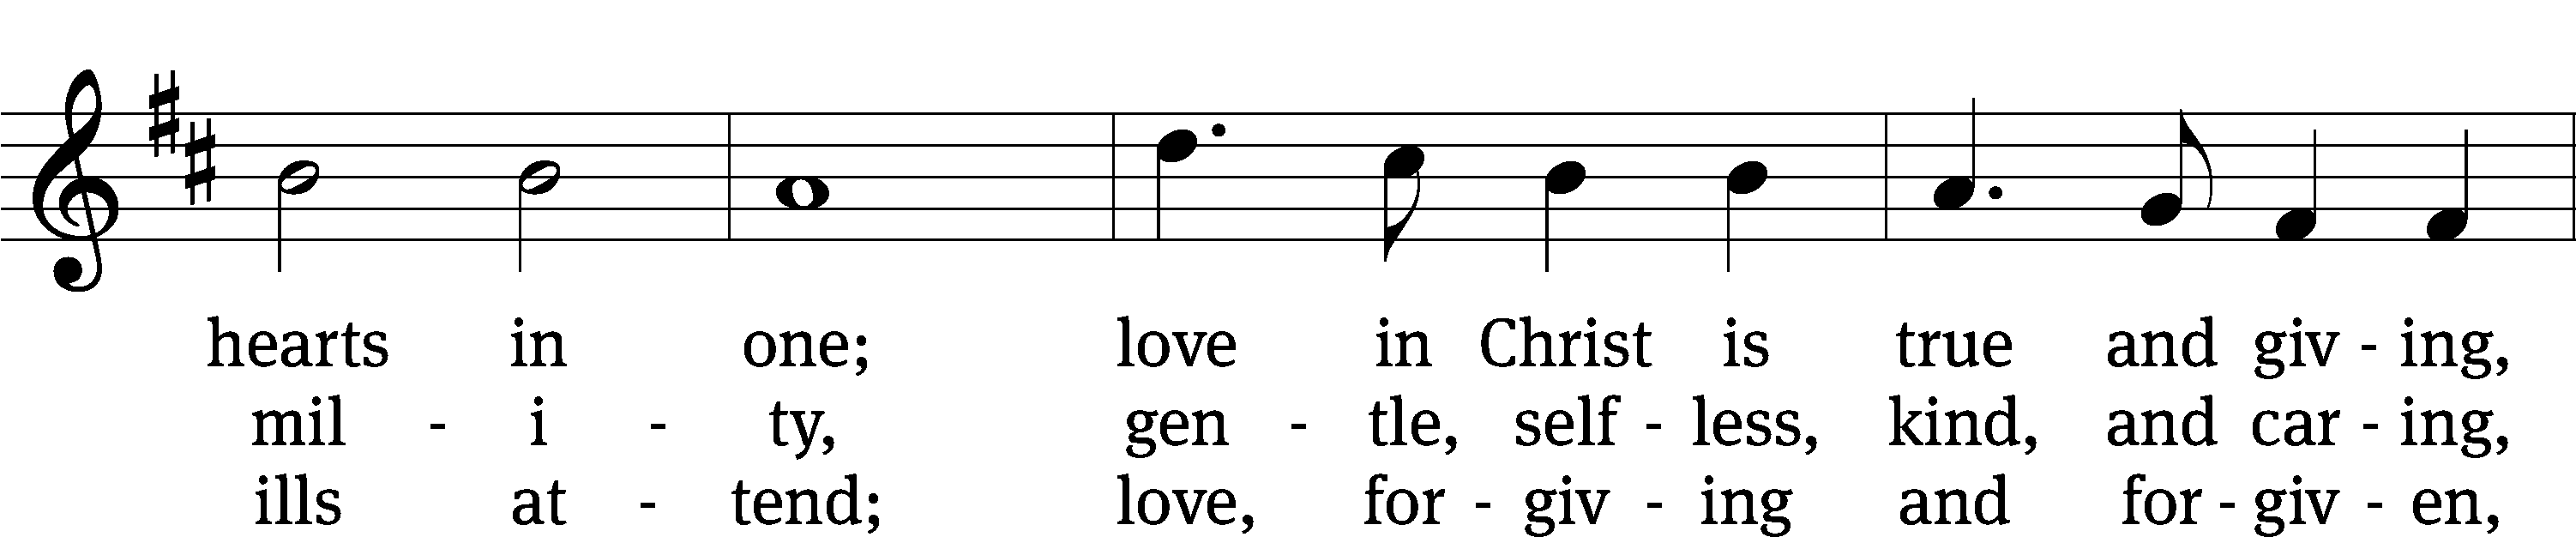 hearts in one; love in Christ is true and giv - ing,
mil - i - ty, gen - tle, self - less, kind, and car - ing,
ills at - tend; love, for - giv - ing and for - giv - en,